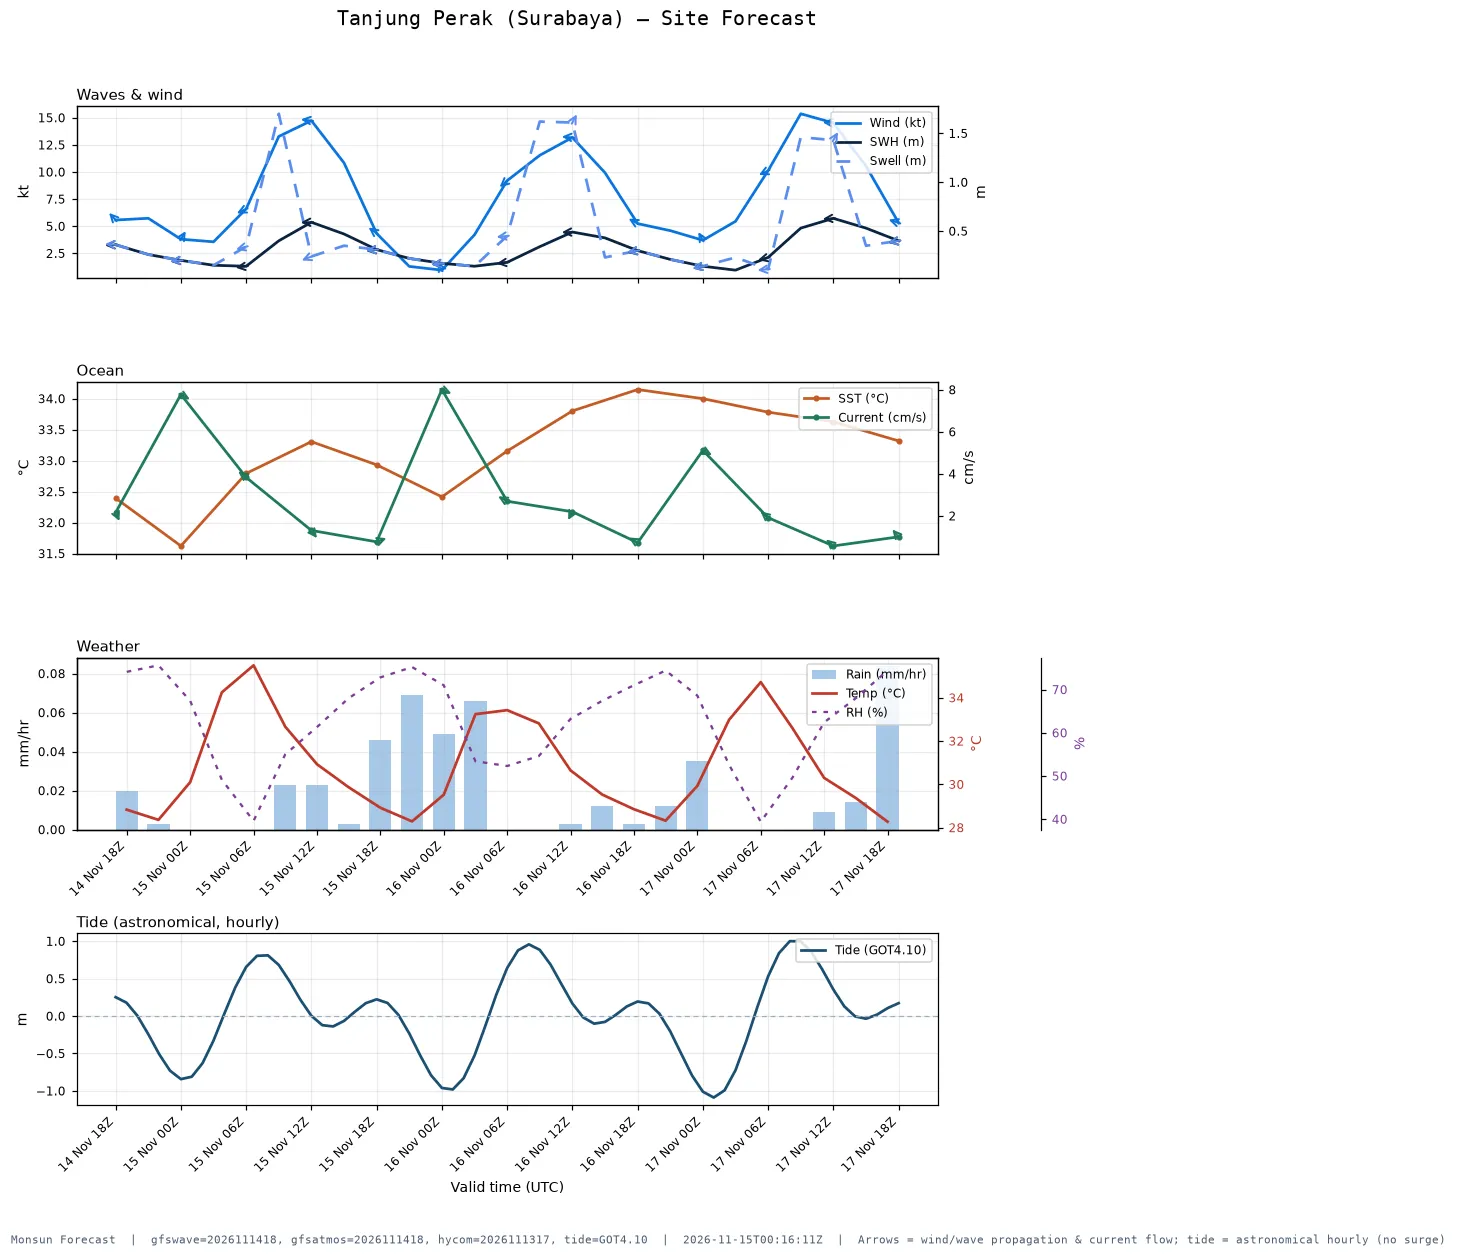 Tanjung Perak (Surabaya) — Site Forecast
Waves & wind
15.0
12.5
10.0
7.5
5.0
2.5
kt
1.5
1.0
0.5
m
Wind (kt)
SWH (m)
Swell (m)
Ocean
34.0
33.5
33.0
32.5
32.0
31.5
°C
8
6
4
2
cm/s
SST (°C)
Current (cm/s)
Weather
0.08
0.06
0.04
0.02
0.00
mm/hr
34
32
30
28
°C
70
60
50
40
%
Rain (mm/hr)
Temp (°C)
RH (%)
14 Nov 18Z
15 Nov 00Z
15 Nov 06Z
15 Nov 12Z
15 Nov 18Z
16 Nov 00Z
16 Nov 06Z
16 Nov 12Z
16 Nov 18Z
17 Nov 00Z
17 Nov 06Z
17 Nov 12Z
17 Nov 18Z
Tide (astronomical, hourly)
1.0
0.5
0.0
−0.5
−1.0
m
Tide (GOT4.10)
14 Nov 18Z
15 Nov 00Z
15 Nov 06Z
15 Nov 12Z
15 Nov 18Z
16 Nov 00Z
16 Nov 06Z
16 Nov 12Z
16 Nov 18Z
17 Nov 00Z
17 Nov 06Z
17 Nov 12Z
17 Nov 18Z
Valid time (UTC)
Monsun Forecast | gfswave=2026111418, gfsatmos=2026111418, hycom=2026111317, tide=GOT4.10 | 2026-11-15T00:16:11Z | Arrows = wind/wave propagation & current flow; tide = astronomical hourly (no surge)